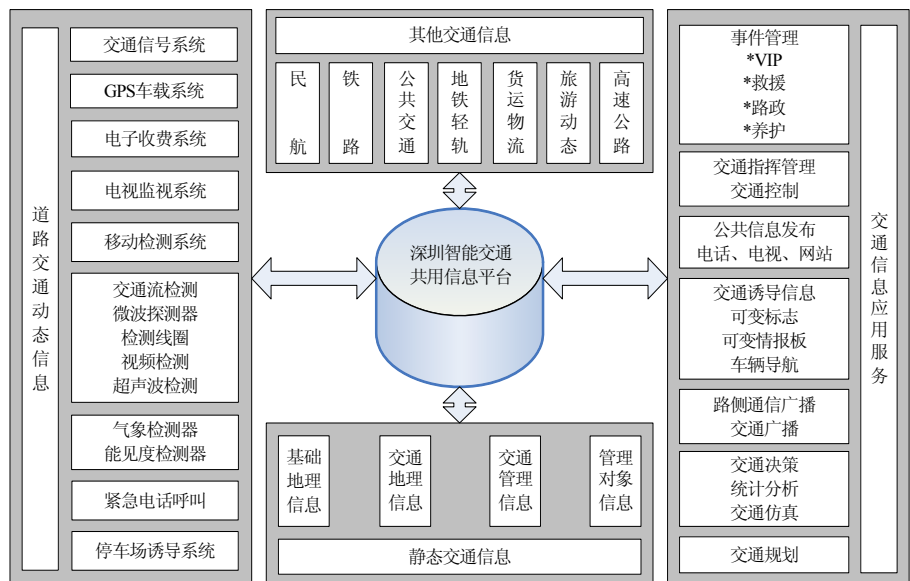 道路交通动态信息
交通信号系统
GPS车载系统
电子收费系统
电视监视系统
移动检测系统
交通流检测
微波探测器
检测线圈
视频检测
超声波检测
气象检测器
能见度检测器
紧急电话呼叫
停车场诱导系统
其他交通信息
民航
铁路
公共交通
地铁轻轨
货运物流
旅游动态
高速公路
深圳智能交通
共用信息平台
基础
地理
信息
交通
地理
信息
交通
管理
信息
管理
对象
信息
静态交通信息
事件管理
*VIP
*救援
*路政
*养护
交通指挥管理
交通控制
公共信息发布
电话、电视、网站
交通诱导信息
可变标志
可变情报板
车辆导航
路侧通信广播
交通广播
交通决策
统计分析
交通仿真
交通规划
交通信息应用服务